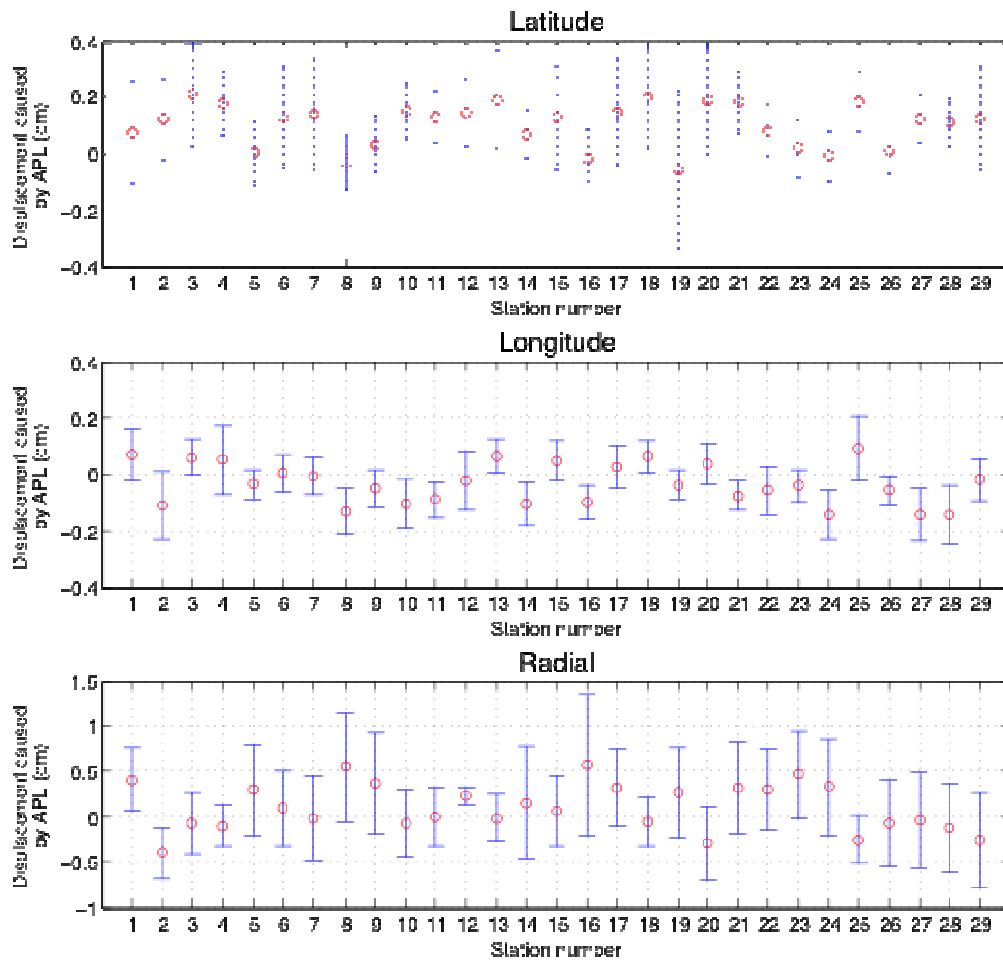 Latitude
Displacement caused
by APL (cm)
0.4
0.2
0
−0.2
−0.4
1 2 3 4 5 6 7 8 9 10 11 12 13 14 15 16 17 18 19 20 21 22 23 24 25 26 27 28 29
Station number
Longitude
Displacement caused
by APL (cm)
0.4
0.2
0
−0.2
−0.4
1 2 3 4 5 6 7 8 9 10 11 12 13 14 15 16 17 18 19 20 21 22 23 24 25 26 27 28 29
Station number
Radial
Displacement caused
by APL (cm)
1.5
1
0.5
0
−0.5
−1
1 2 3 4 5 6 7 8 9 10 11 12 13 14 15 16 17 18 19 20 21 22 23 24 25 26 27 28 29
Station number